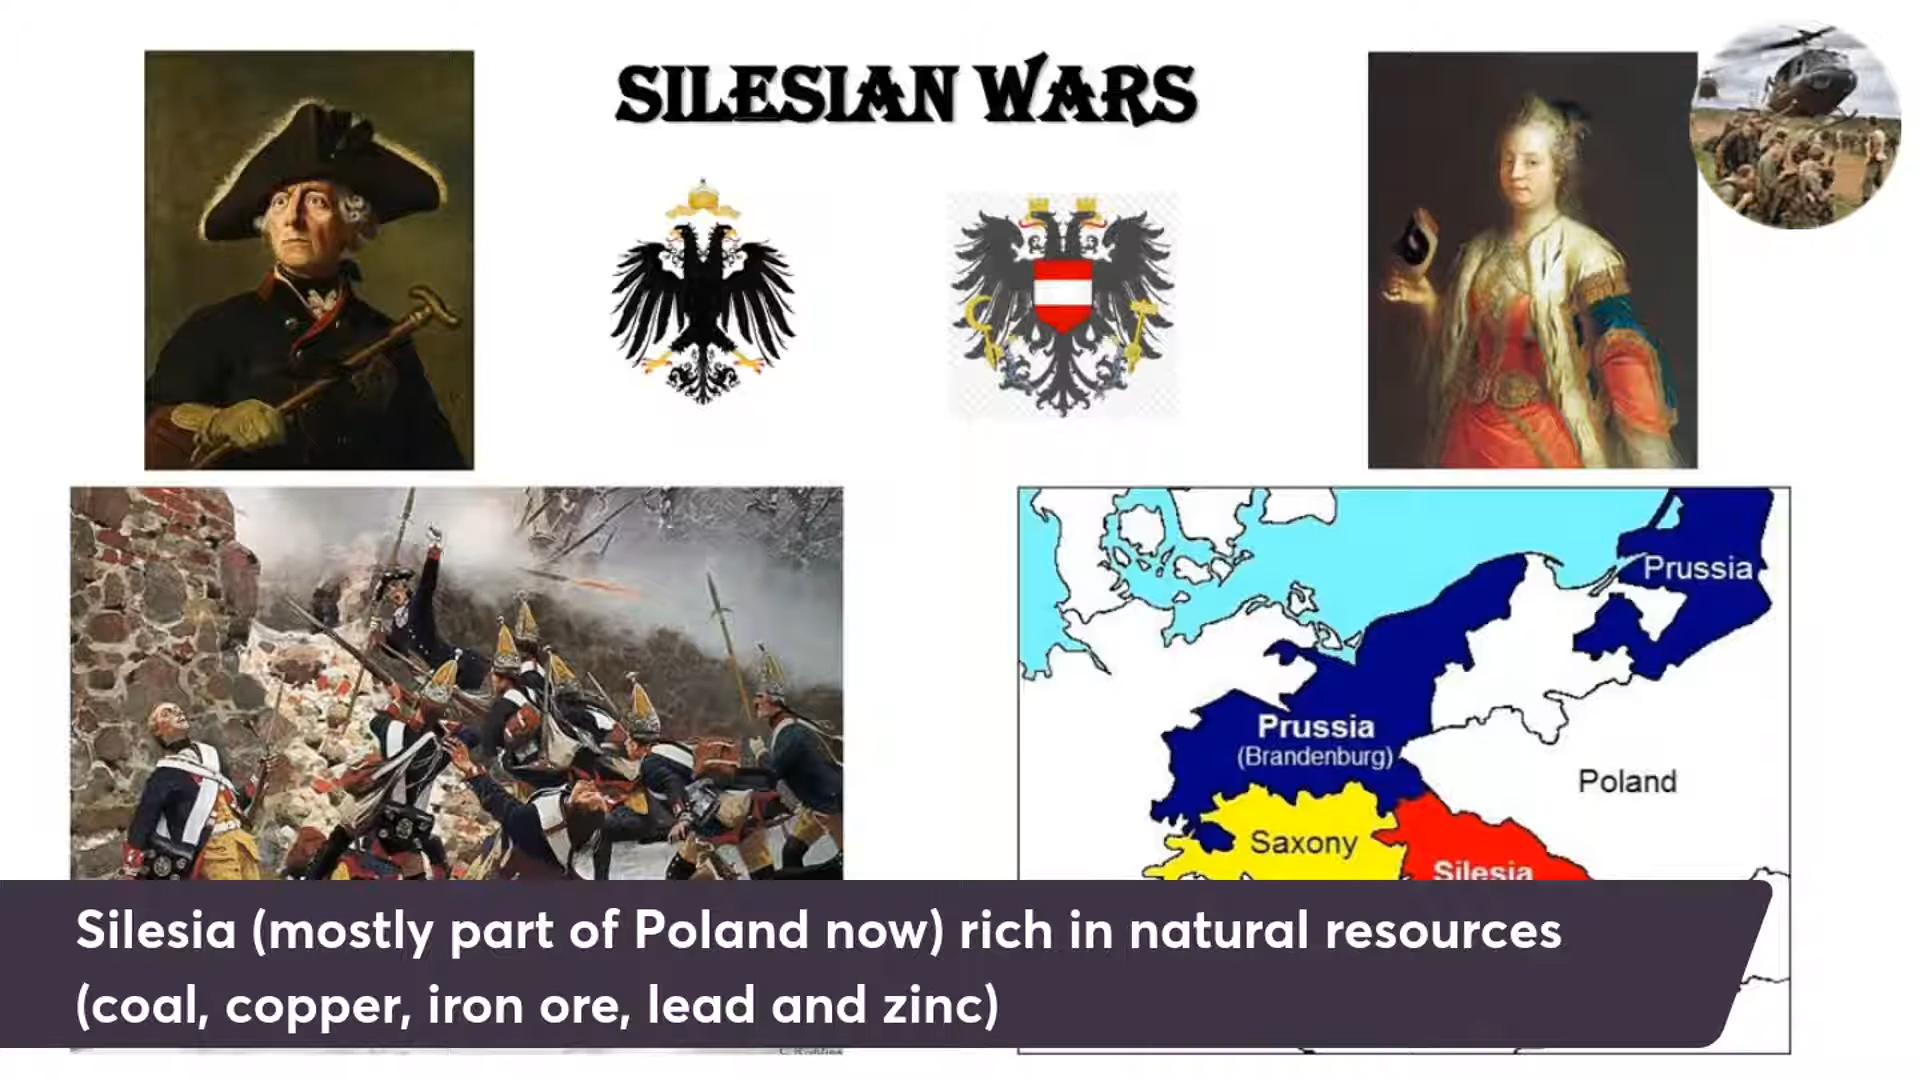 SILESIAN WARS
Prussia
Prussia
(Brandenburg)
Poland
Saxony
Silesia
Silesia (mostly part of Poland now) rich in natural resources
(coal, copper, iron ore, lead and zinc)